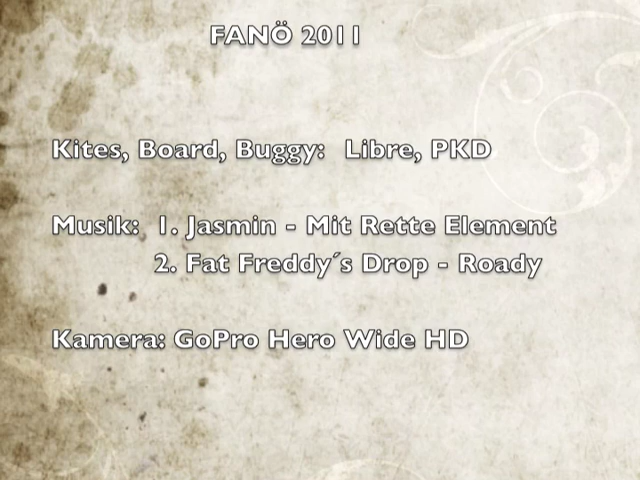 FANÖ 2011
Kites, Board, Buggy: Libre, PKD
Musik: 1. Jasmin - Mit Rette Element
2. Fat Freddy´s Drop - Roady
Kamera: GoPro Hero Wide HD